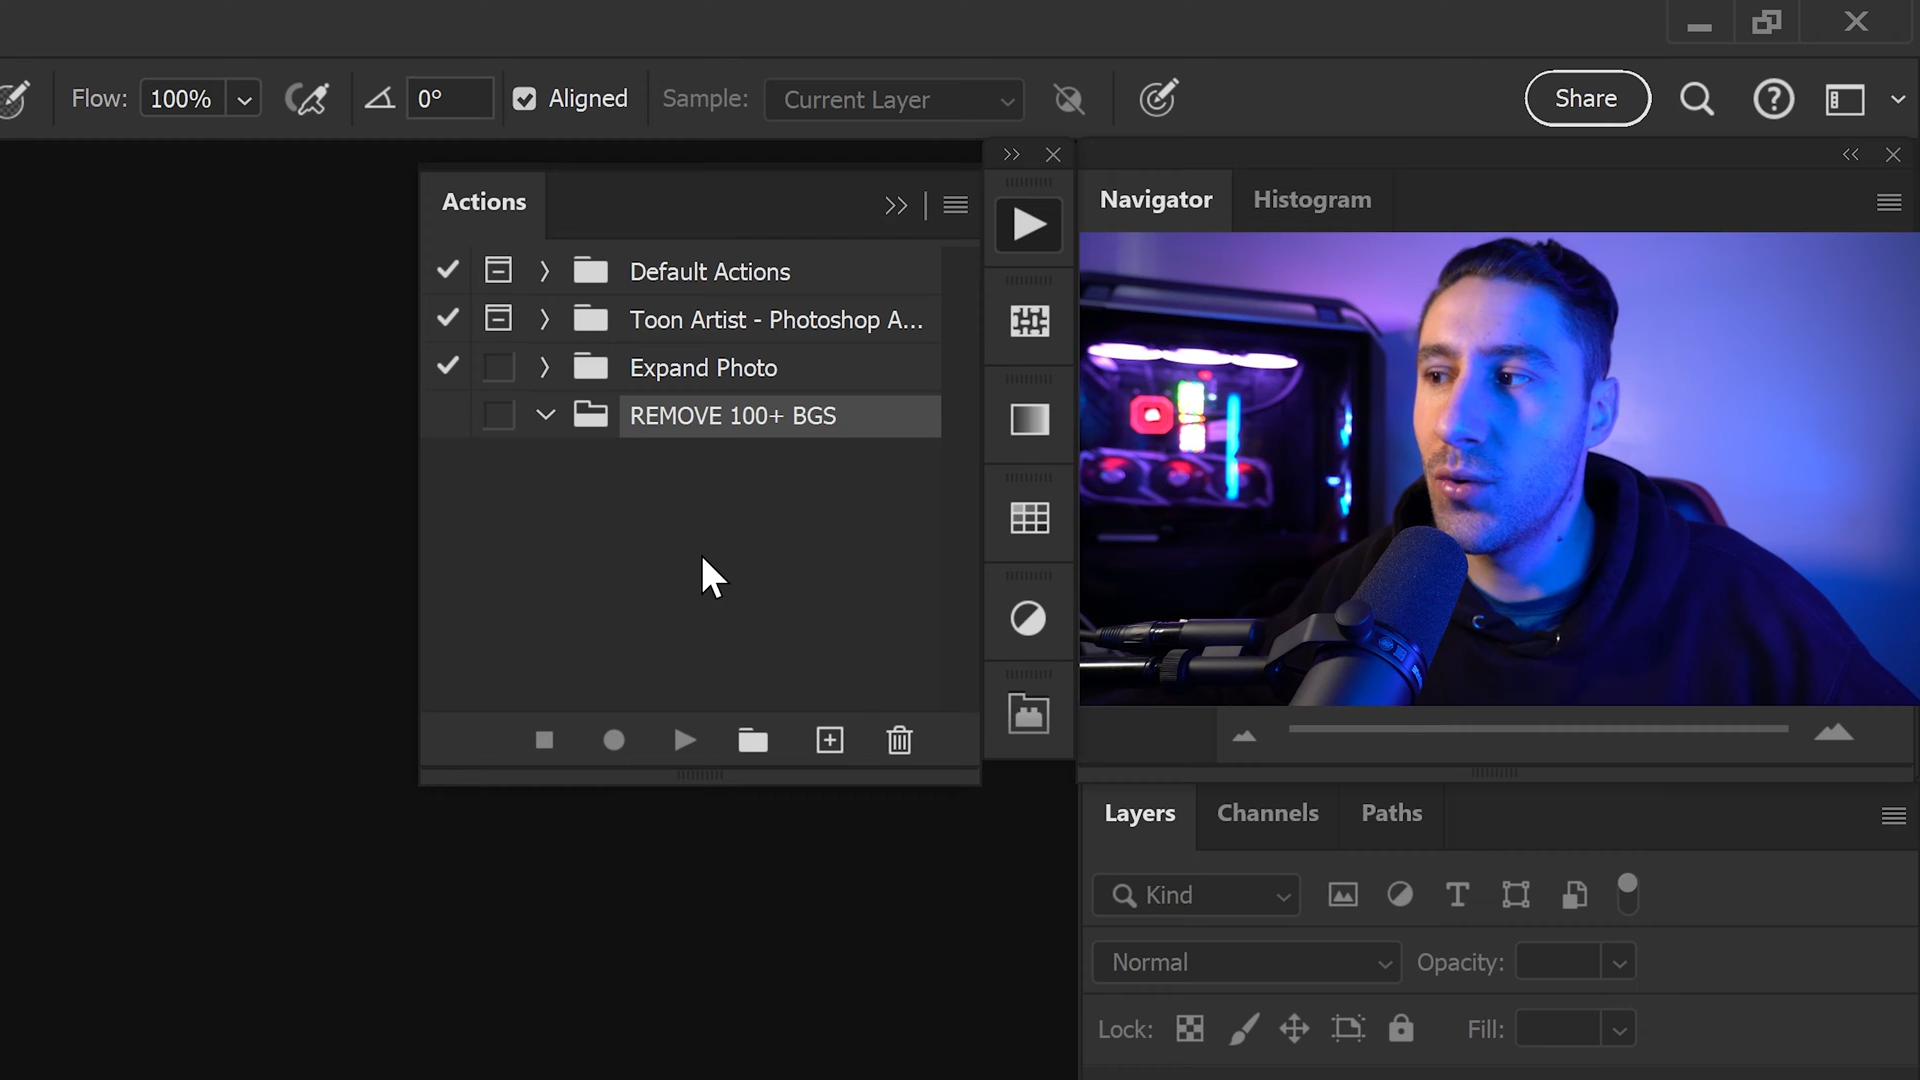 Flow: 100% 0° Aligned Sample: Current Layer Share
Actions
Default Actions
Toon Artist - Photoshop A...
Expand Photo
REMOVE 100+ BGS
Navigator Histogram
Layers Channels Paths
Kind
Normal Opacity:
Lock: Fill: